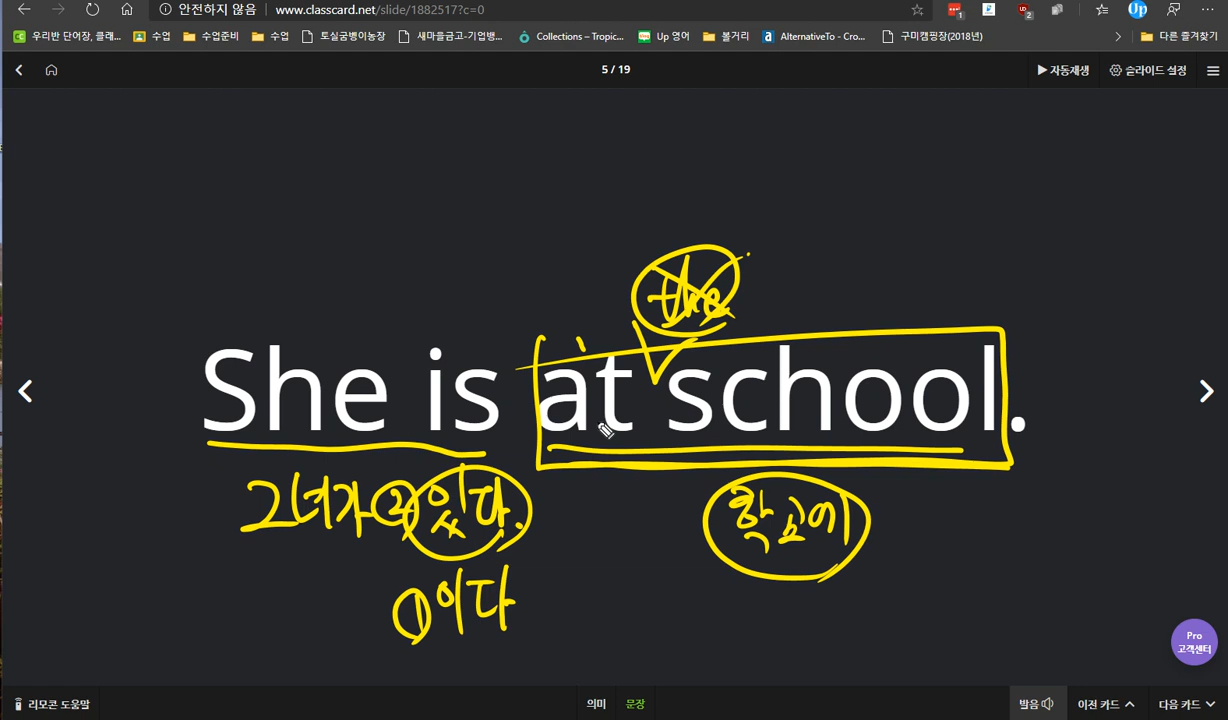 안전하지 않음 www.classcard.net/slide/1882517?c=0
우리반 단어장, 클래... 수업 수업준비 수업 토실굼벵이농장 새마을금고-기업뱅... Collections – Tropic... Up 영어 볼거리 AlternativeTo - Cro... 구미캠핑장(2018년) 다른 즐겨찾기
5 / 19 자동재생 슬라이드 설정
the
She is at school.
그녀가 ② 있다. 학교에
① 이다
Pro
고객센터
리모콘 도움말 의미 문장 발음 이전 카드 다음 카드